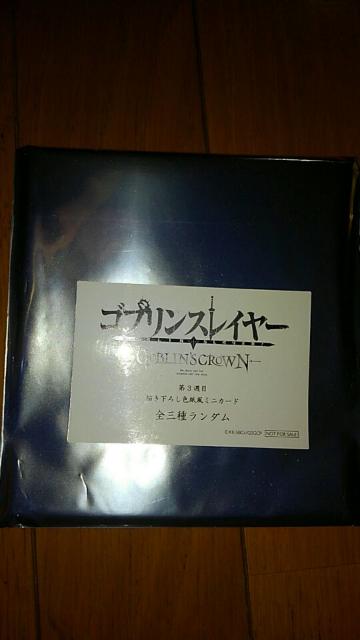 ゴブリンスレイヤー
GOBLIN'S CROWN
第3週目
描き下ろし色紙風ミニカード
全三種ランダム
NOT FOR SALE